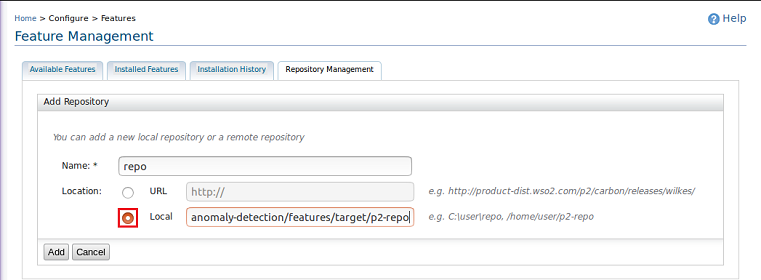 Home > Configure > Features
Help
Feature Management
Available Features Installed Features Installation History Repository Management
Add Repository
You can add a new local repository or a remote repository
Name: * repo
Location: URL http:// e.g. http://product-dist.wso2.com/p2/carbon/releases/wilkes/
Local anomaly-detection/features/target/p2-repo e.g. C:\user\repo, /home/user/p2-repo
Add Cancel